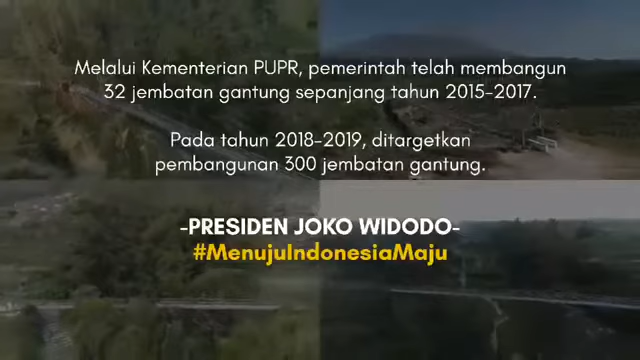 Melalui Kementerian PUPR, pemerintah telah membangun
32 jembatan gantung sepanjang tahun 2015-2017.
Pada tahun 2018-2019, ditargetkan
pembangunan 300 jembatan gantung.
-PRESIDEN JOKO WIDODO-
#MenujuIndonesiaMaju